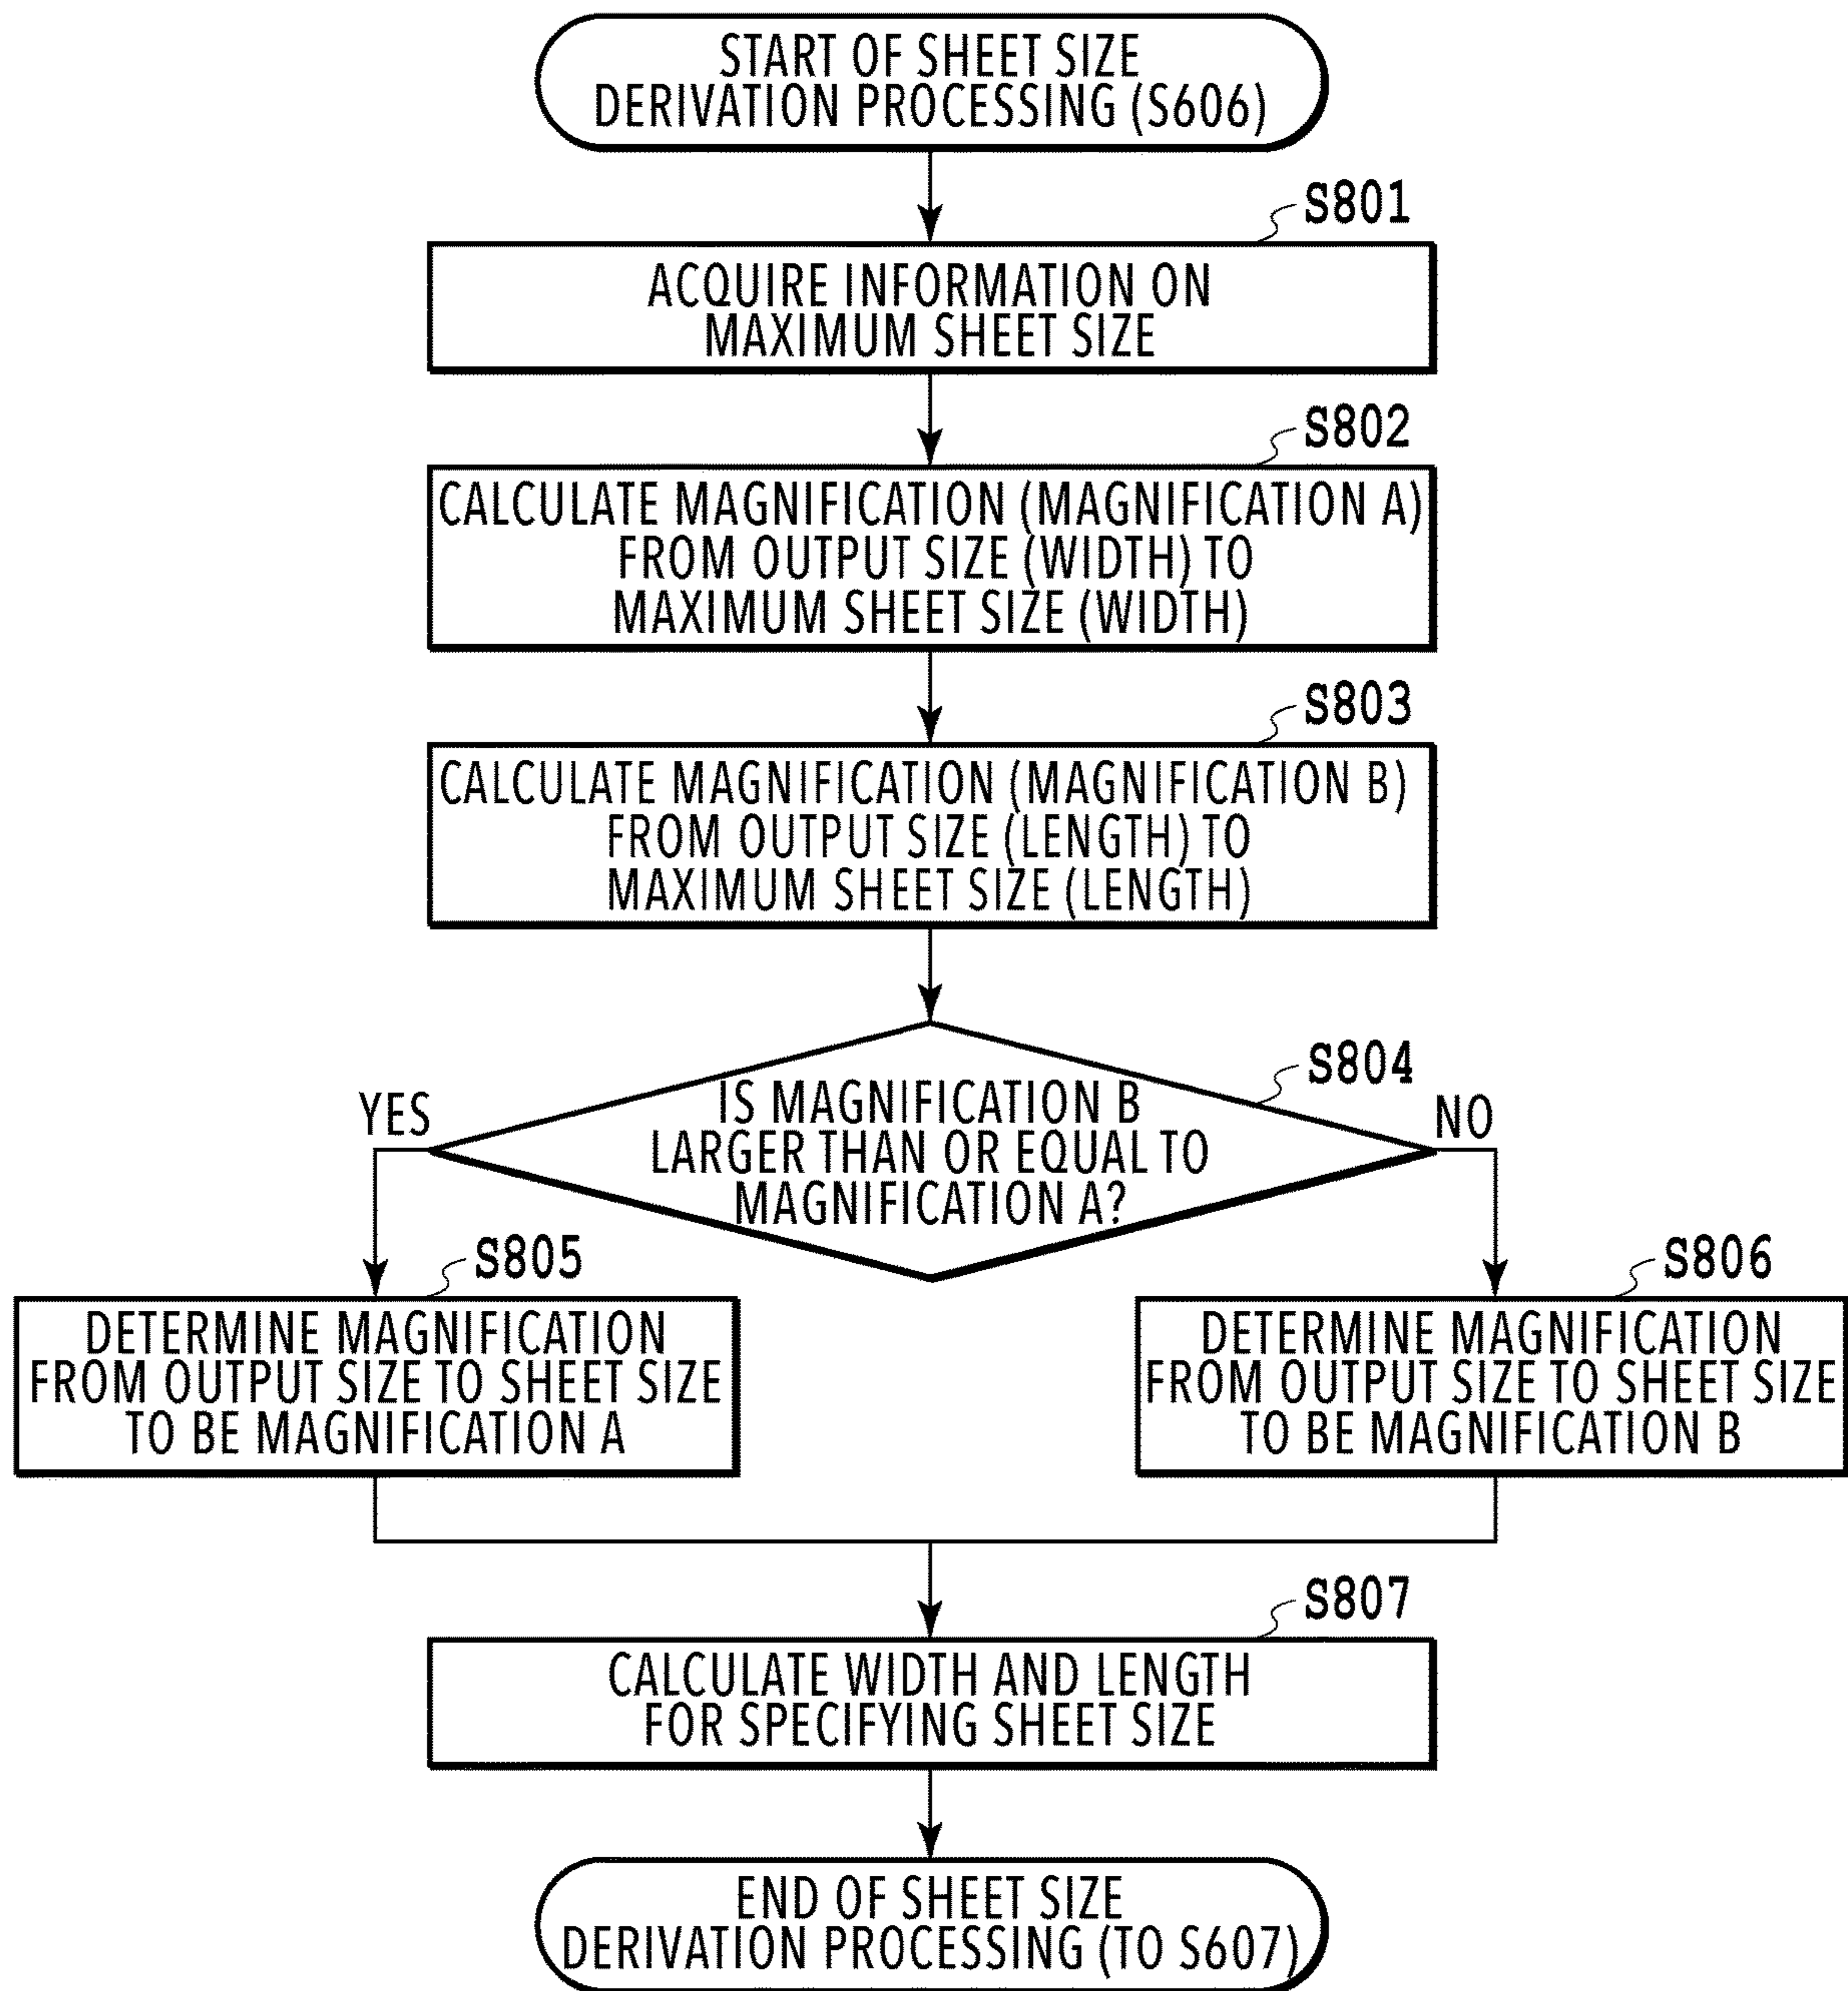 START OF SHEET SIZE
DERIVATION PROCESSING (S606)
S801
ACQUIRE INFORMATION ON
MAXIMUM SHEET SIZE
S802
CALCULATE MAGNIFICATION (MAGNIFICATION A)
FROM OUTPUT SIZE (WIDTH) TO
MAXIMUM SHEET SIZE (WIDTH)
S803
CALCULATE MAGNIFICATION (MAGNIFICATION B)
FROM OUTPUT SIZE (LENGTH) TO
MAXIMUM SHEET SIZE (LENGTH)
S804
IS MAGNIFICATION B
LARGER THAN OR EQUAL TO
MAGNIFICATION A?
YES
NO
S805
DETERMINE MAGNIFICATION
FROM OUTPUT SIZE TO SHEET SIZE
TO BE MAGNIFICATION A
S806
DETERMINE MAGNIFICATION
FROM OUTPUT SIZE TO SHEET SIZE
TO BE MAGNIFICATION B
S807
CALCULATE WIDTH AND LENGTH
FOR SPECIFYING SHEET SIZE
END OF SHEET SIZE
DERIVATION PROCESSING (TO S607)